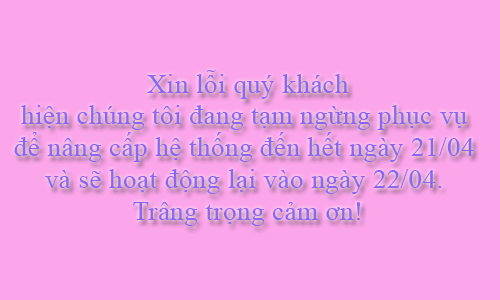 Xin lỗi quý khách
hiện chúng tôi đang tạm ngừng phục vụ
để nâng cấp hệ thống đến hết ngày 21/04
và sẽ hoạt động lại vào ngày 22/04.
Trâng trọng cảm ơn!